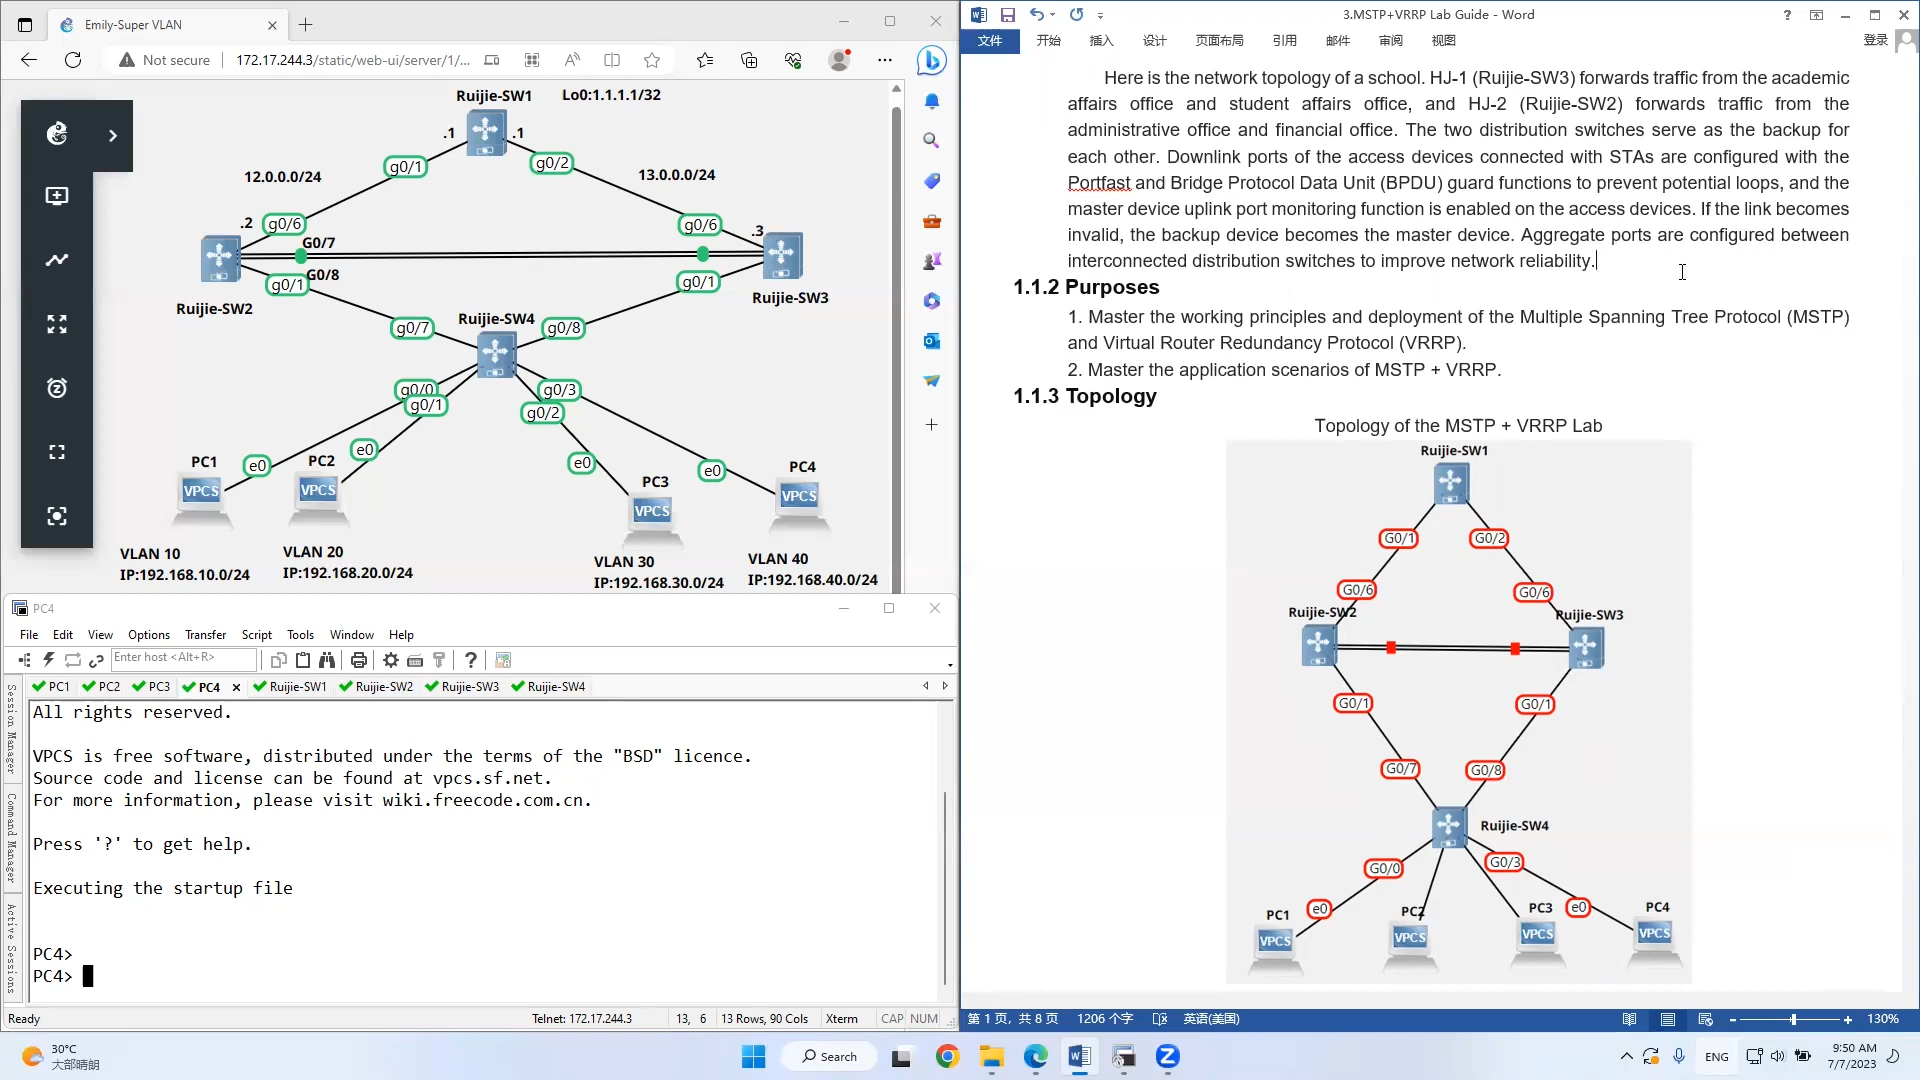 Emily-Super VLAN
Not secure
172.17.244.3/static/web-ui/server/1/...
Ruijie-SW1
Lo0:1.1.1.1/32
.1
.1
g0/1
g0/2
12.0.0.0/24
13.0.0.0/24
.2
g0/6
g0/6
.3
G0/7
G0/8
g0/1
g0/1
Ruijie-SW2
Ruijie-SW3
Ruijie-SW4
g0/7
g0/8
g0/0
g0/3
g0/1
g0/2
PC1
e0
PC2
e0
e0
PC3
e0
PC4
VPCS
VPCS
VPCS
VPCS
VLAN 10
IP:192.168.10.0/24
VLAN 20
IP:192.168.20.0/24
VLAN 30
IP:192.168.30.0/24
VLAN 40
IP:192.168.40.0/24
PC4
File Edit View Options Transfer Script Tools Window Help
Enter host <Alt+R>
PC1 PC2 PC3 PC4 Ruijie-SW1 Ruijie-SW2 Ruijie-SW3 Ruijie-SW4
Session Manager
Command Manager
Active Sessions
All rights reserved.
VPCS is free software, distributed under the terms of the "BSD" licence.
Source code and license can be found at vpcs.sf.net.
For more information, please visit wiki.freecode.com.cn.
Press '?' to get help.
Executing the startup file
PC4>
PC4>
Ready
Telnet: 172.17.244.3
13, 6
13 Rows, 90 Cols
Xterm
CAP NUM
3.MSTP+VRRP Lab Guide - Word
文件 开始 插入 设计 页面布局 引用 邮件 审阅 视图
登录
Here is the network topology of a school. HJ-1 (Ruijie-SW3) forwards traffic from the academic
affairs office and student affairs office, and HJ-2 (Ruijie-SW2) forwards traffic from the
administrative office and financial office. The two distribution switches serve as the backup for
each other. Downlink ports of the access devices connected with STAs are configured with the
Portfast and Bridge Protocol Data Unit (BPDU) guard functions to prevent potential loops, and the
master device uplink port monitoring function is enabled on the access devices. If the link becomes
invalid, the backup device becomes the master device. Aggregate ports are configured between
interconnected distribution switches to improve network reliability.
1.1.2 Purposes
1. Master the working principles and deployment of the Multiple Spanning Tree Protocol (MSTP)
and Virtual Router Redundancy Protocol (VRRP).
2. Master the application scenarios of MSTP + VRRP.
1.1.3 Topology
Topology of the MSTP + VRRP Lab
Ruijie-SW1
G0/1
G0/2
G0/6
G0/6
Ruijie-SW2
Ruijie-SW3
G0/1
G0/1
G0/7
G0/8
Ruijie-SW4
G0/0
G0/3
PC1
e0
PC2
PC3
e0
PC4
VPCS
VPCS
VPCS
VPCS
第 1 页，共 8 页
1206 个字
英语(美国)
130%
30°C
大部晴朗
Search
ENG
9:50 AM
7/7/2023